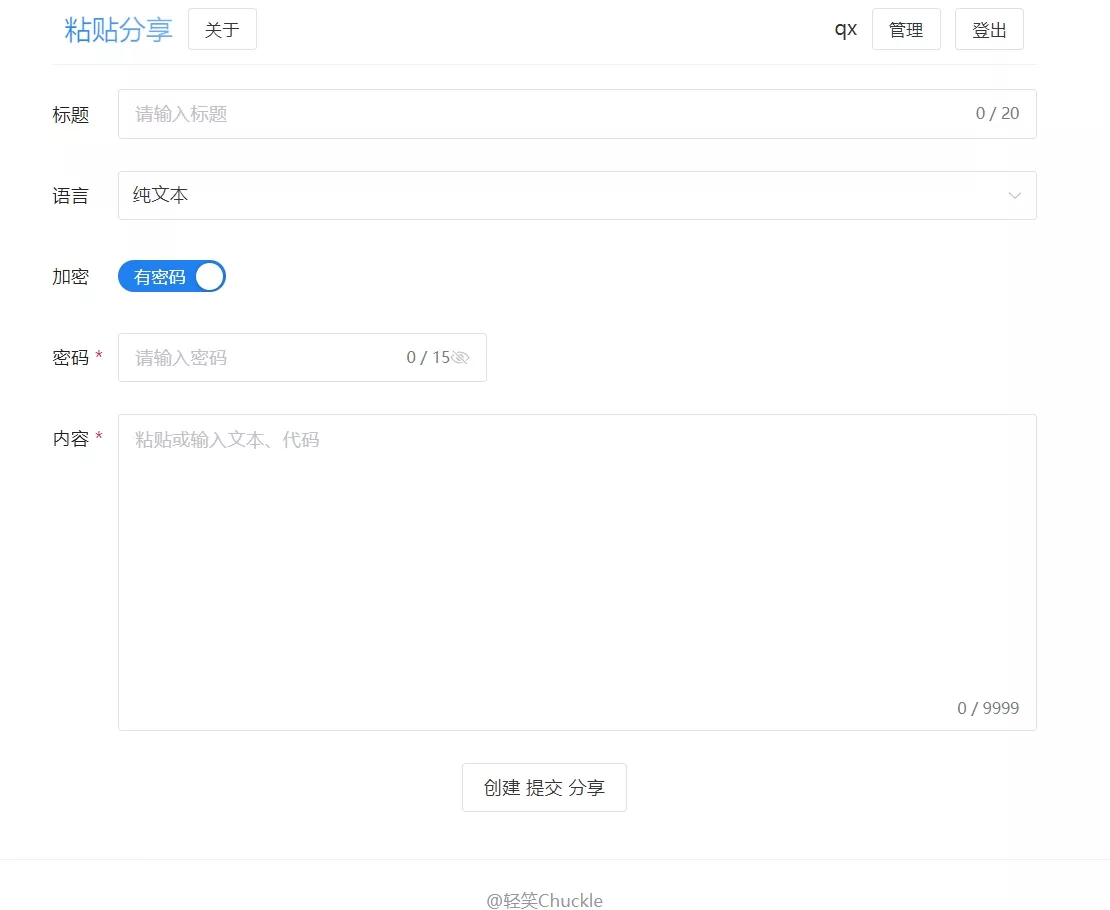 粘贴分享 关于 qx 管理 登出
标题 请输入标题 0 / 20
语言 纯文本
加密 有密码
密码 * 请输入密码 0 / 15
内容 * 粘贴或输入文本、代码
0 / 9999
创建 提交 分享
@轻笑Chuckle